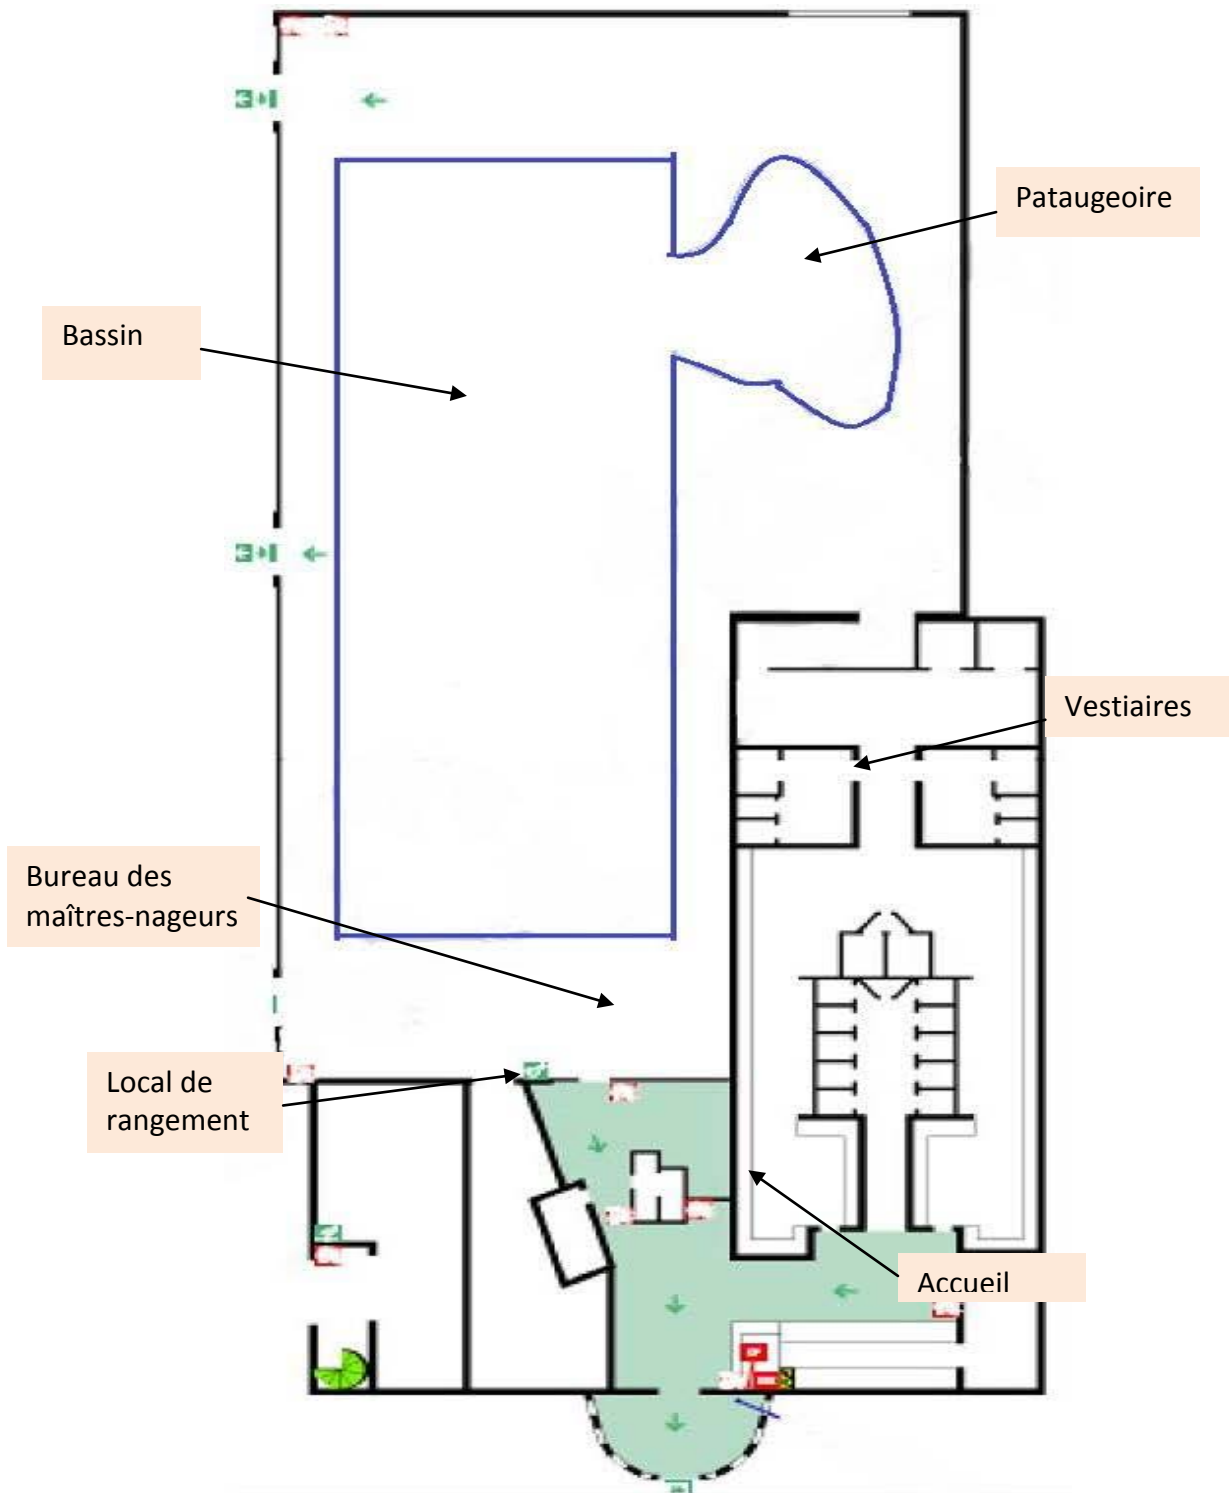 Pataugeoire
Bassin
Vestiaires
Bureau des
maîtres-nageurs
Local de
rangement
Accueil